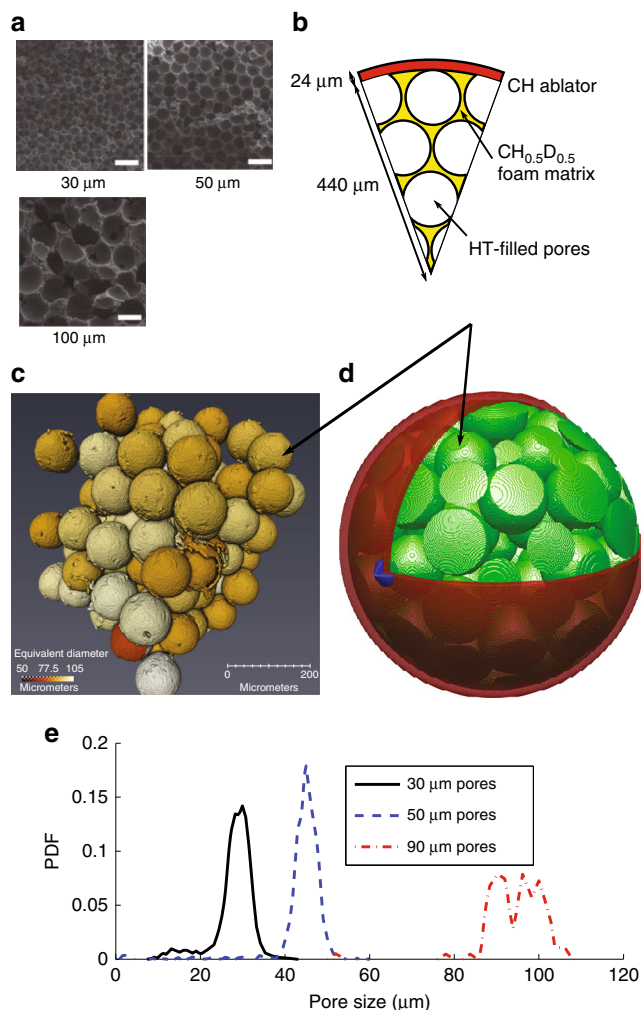 a
30 μm
50 μm
100 μm
b
24 μm
CH ablator
CH0.5D0.5
foam matrix
440 μm
HT-filled pores
c
Equivalent diameter
50 77.5 105
Micrometers
0 200
Micrometers
d
e
0.2
0.15
0.1
0.05
0
PDF
30 μm pores
50 μm pores
90 μm pores
0 20 40 60 80 100 120
Pore size (μm)